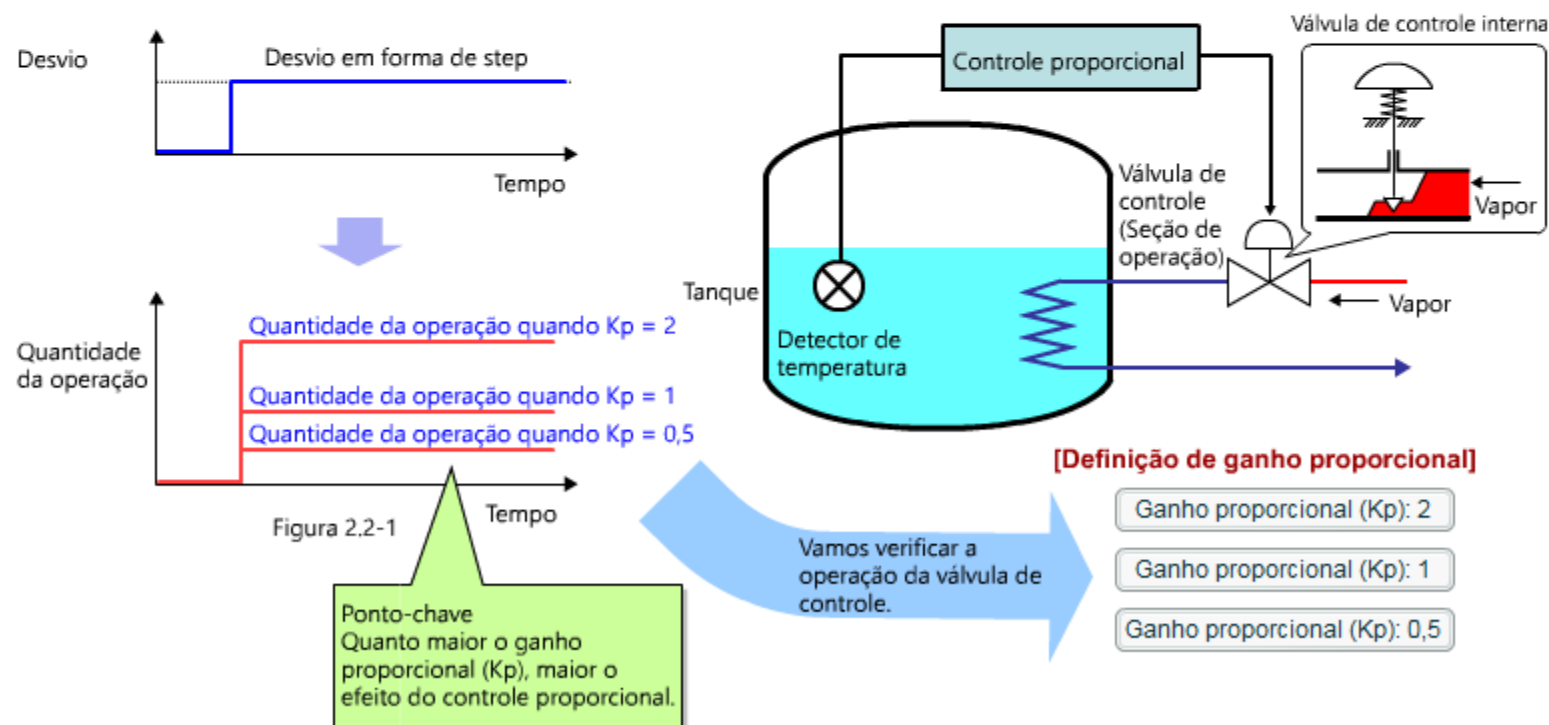 Desvio
Desvio em forma de step
Tempo
Quantidade
da operação
Quantidade da operação quando Kp = 2
Quantidade da operação quando Kp = 1
Quantidade da operação quando Kp = 0,5
Tempo
Figura 2.2-1
Ponto-chave
Quanto maior o ganho
proporcional (Kp), maior o
efeito do controle proporcional.
Controle proporcional
Válvula de controle interna
Vapor
Válvula de
controle
(Seção de
operação)
Vapor
Tanque
Detector de
temperatura
Vamos verificar a
operação da válvula de
controle.
[Definição de ganho proporcional]
Ganho proporcional (Kp): 2
Ganho proporcional (Kp): 1
Ganho proporcional (Kp): 0,5